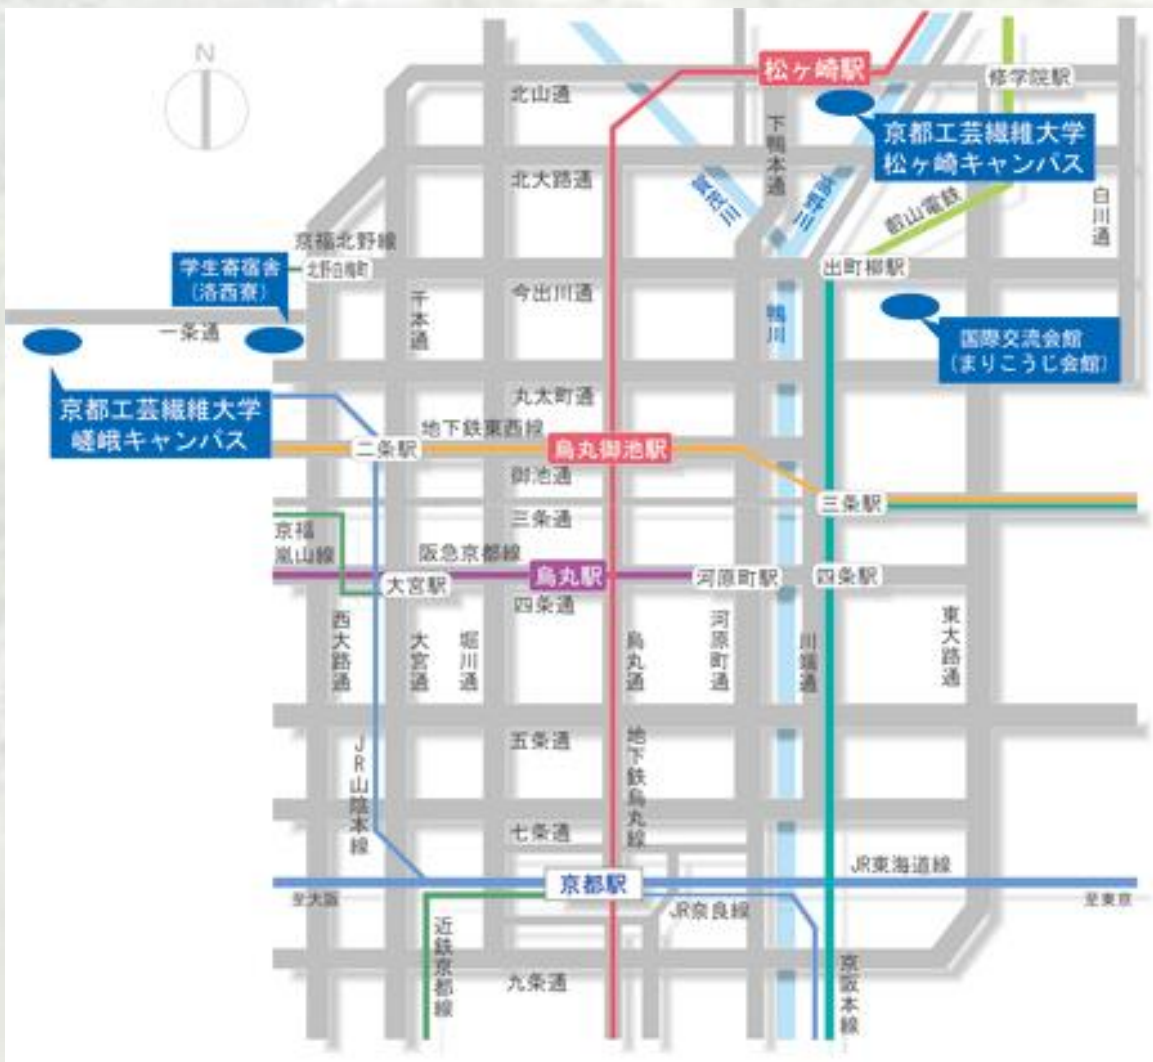 N
松ヶ崎駅
修学院駅
北山通
下鴨本通
京都工芸繊維大学
松ヶ崎キャンパス
北大路通
賀茂川
高野川
叡山電鉄
白川通
京福北野線
北野白梅町
学生寄宿舎
(洛西寮)
出町柳駅
今出川通
千本通
一条通
鴨川
国際交流会館
(まりこうじ会館)
丸太町通
京都工芸繊維大学
嵯峨キャンパス
地下鉄東西線
二条駅
烏丸御池駅
御池通
三条駅
三条通
京福
嵐山線
阪急京都線
大宮駅
烏丸駅
河原町駅
四条駅
四条通
西大路通
大宮通
堀川通
烏丸通
河原町通
川端通
東大路通
五条通
地下鉄烏丸線
JR山陰本線
七条通
JR東海道線
京都駅
至大阪
至東京
JR奈良線
近鉄京都線
京阪本線
九条通